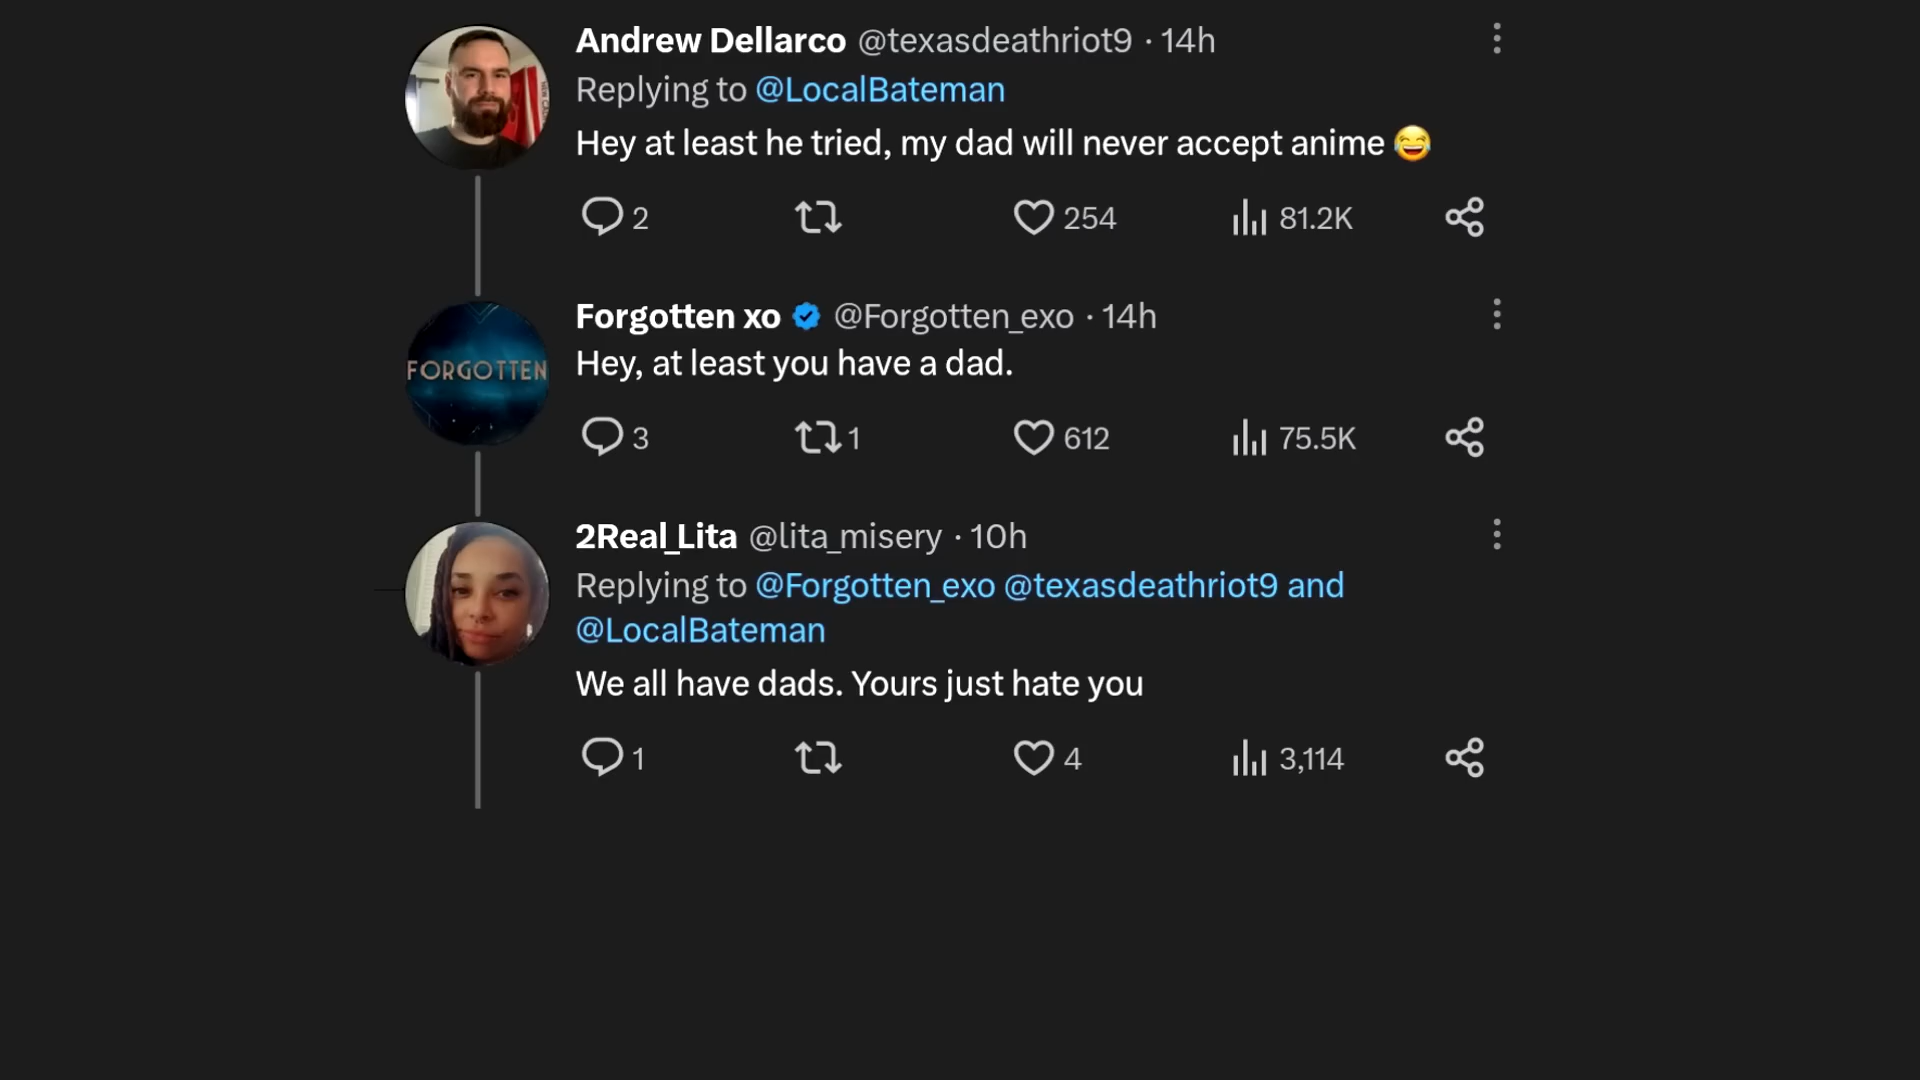 Andrew Dellarco @texasdeathriot9 · 14h
Replying to @LocalBateman
Hey at least he tried, my dad will never accept anime 😂
2 254 81.2K
Forgotten xo @Forgotten_exo · 14h
FORGOTTEN
Hey, at least you have a dad.
3 1 612 75.5K
2Real_Lita @lita_misery · 10h
Replying to @Forgotten_exo @texasdeathriot9 and
@LocalBateman
We all have dads. Yours just hate you
1 4 3,114